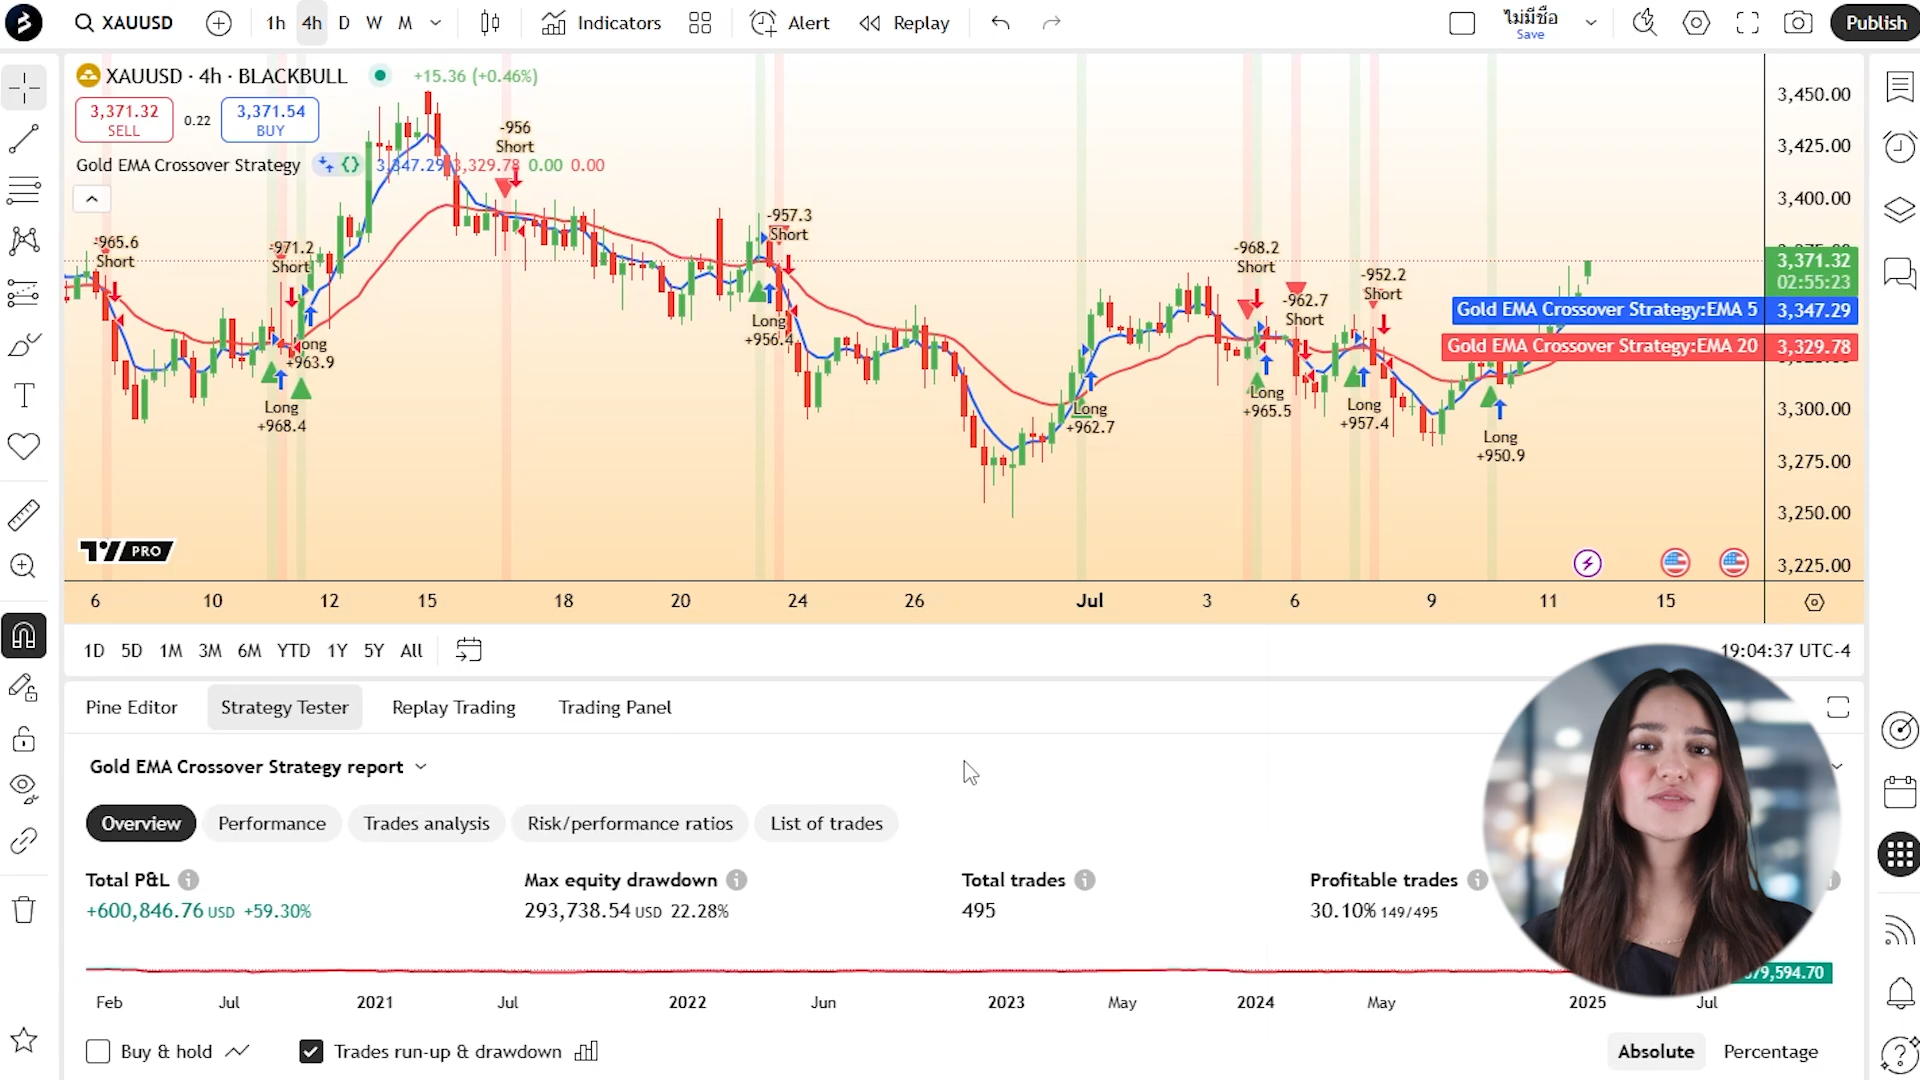 XAUUSD
1h 4h D W M
Indicators
Alert
Replay
ไม่มีชื่อ
Save
Publish
XAUUSD · 4h · BLACKBULL
+15.36 (+0.46%)
3,371.32
SELL
0.22
3,371.54
BUY
Gold EMA Crossover Strategy
3,347.29 3,329.78 0.00 0.00
-965.6
Short
-971.2
Short
Long
+963.9
Long
+968.4
-956
Short
-957.3
Short
Long
+956.4
Long
+962.7
-968.2
Short
Long
+965.5
-962.7
Short
-952.2
Short
Long
+957.4
Long
+950.9
3,450.00
3,425.00
3,400.00
3,371.32
02:55:23
Gold EMA Crossover Strategy:EMA 5 3,347.29
Gold EMA Crossover Strategy:EMA 20 3,329.78
3,300.00
3,275.00
3,250.00
3,225.00
PRO
6 10 12 15 18 20 24 26 Jul 3 6 9 11 15
1D 5D 1M 3M 6M YTD 1Y 5Y All
19:04:37 UTC-4
Pine Editor Strategy Tester Replay Trading Trading Panel
Gold EMA Crossover Strategy report
Overview Performance Trades analysis Risk/performance ratios List of trades
Total P&L Max equity drawdown Total trades Profitable trades
+600,846.76 USD +59.30% 293,738.54 USD 22.28% 495 30.10% 149/495
79,594.70
Feb Jul 2021 Jul 2022 Jun 2023 May 2024 May 2025 Jul
Buy & hold Trades run-up & drawdown Absolute Percentage